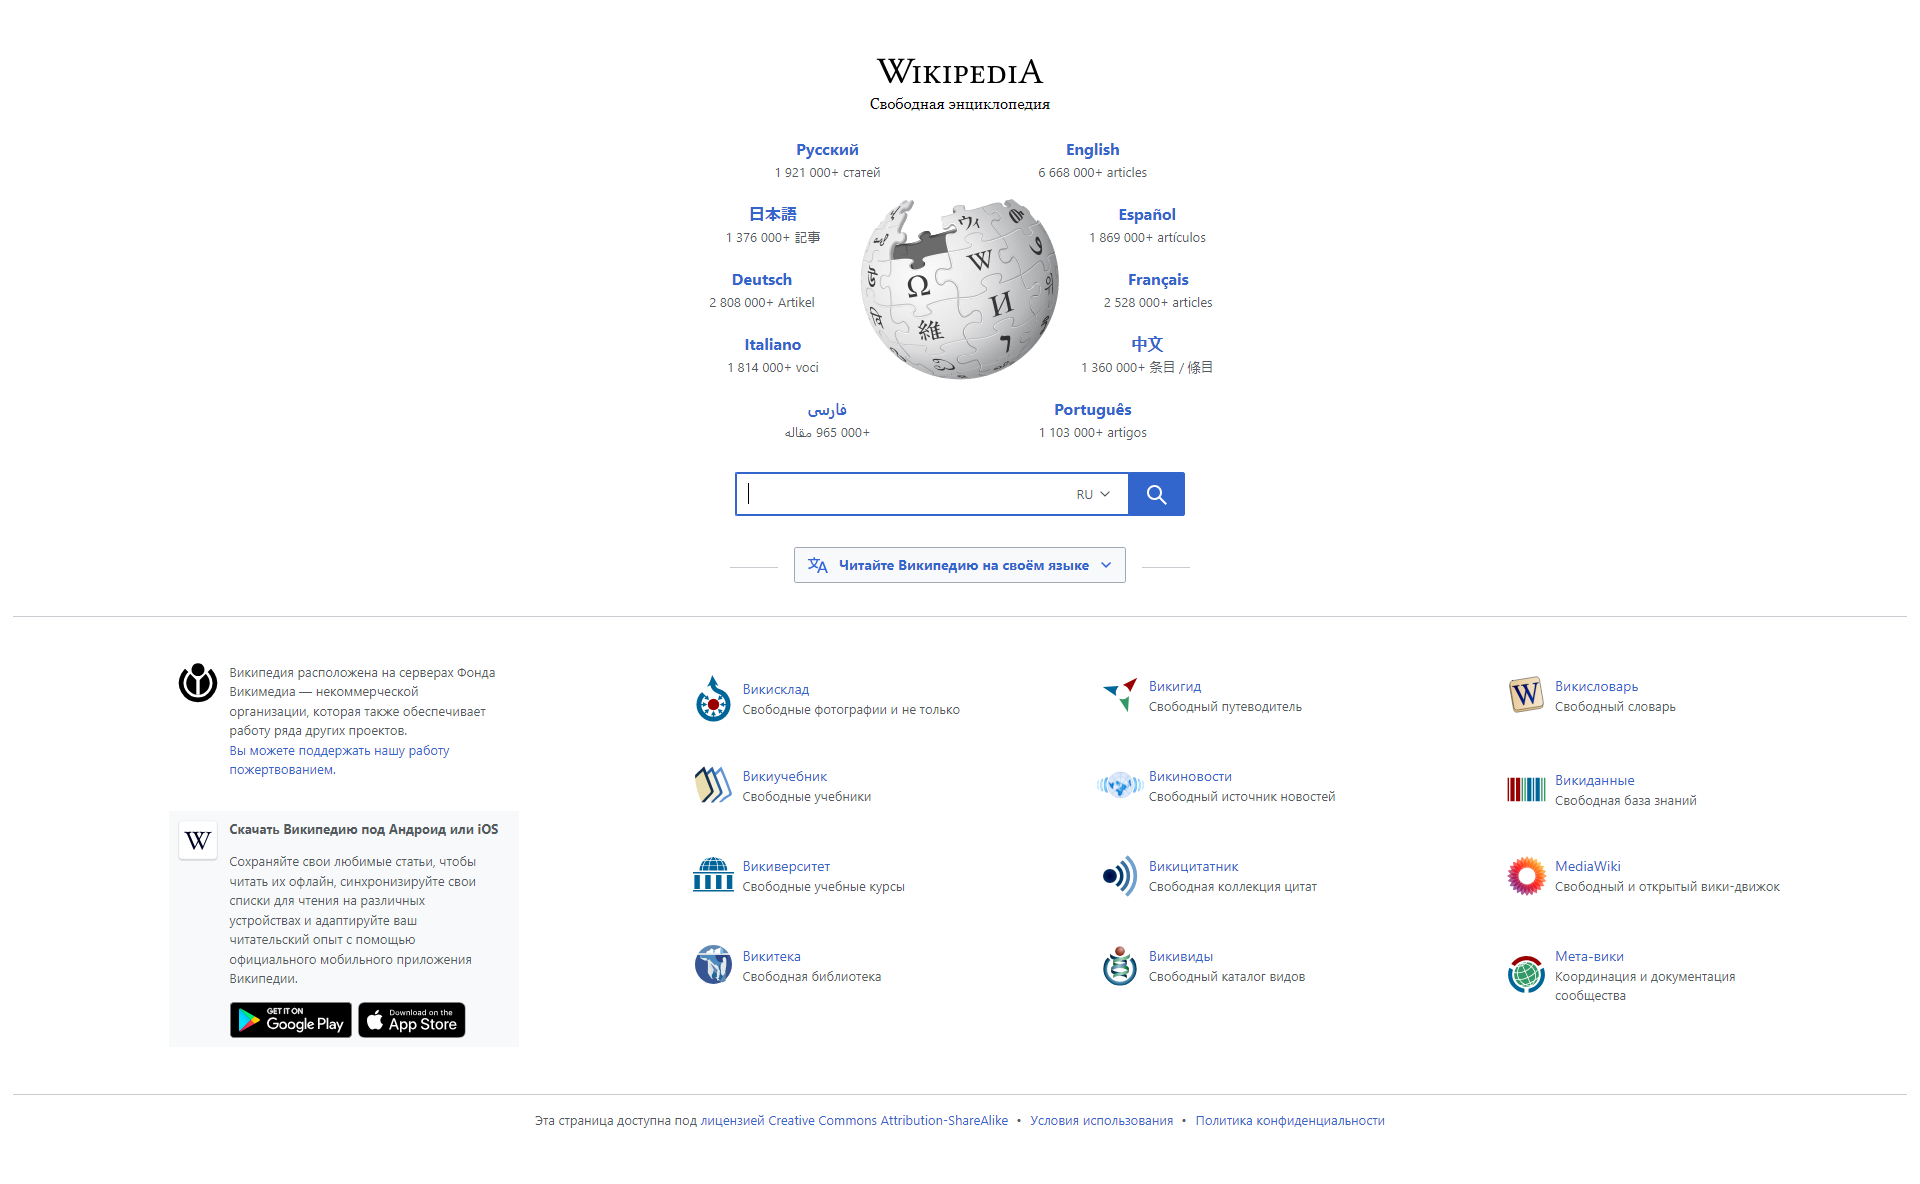 WIKIPEDIA
Свободная энциклопедия
Русский
1 921 000+ статей
English
6 668 000+ articles
日本語
1 376 000+ 記事
Español
1 869 000+ artículos
Deutsch
2 808 000+ Artikel
Français
2 528 000+ articles
Italiano
1 814 000+ voci
中文
1 360 000+ 条目 / 條目
فارسی
۹65 000+ مقاله
Português
1 103 000+ artigos
Ω
W
ウィ
И
維
RU
Читайте Википедию на своём языке
Википедия расположена на серверах Фонда
Викимедиа — некоммерческой
организации, которая также обеспечивает
работу ряда других проектов.
Вы можете поддержать нашу работу
пожертвованием.
W
Скачать Википедию под Андроид или iOS
Сохраняйте свои любимые статьи, чтобы
читать их офлайн, синхронизируйте свои
списки для чтения на различных
устройствах и адаптируйте ваш
читательский опыт с помощью
официального мобильного приложения
Википедии.
GET IT ON
Google Play
Download on the
App Store
Викисклад
Свободные фотографии и не только
Викигид
Свободный путеводитель
W
Викисловарь
Свободный словарь
Викиучебник
Свободные учебники
Викиновости
Свободный источник новостей
Викиданные
Свободная база знаний
Викиверситет
Свободные учебные курсы
Викицитатник
Свободная коллекция цитат
MediaWiki
Свободный и открытый вики-движок
Викитека
Свободная библиотека
Викивиды
Свободный каталог видов
Мета-вики
Координация и документация
сообщества
Эта страница доступна под лицензией Creative Commons Attribution-ShareAlike • Условия использования • Политика конфиденциальности